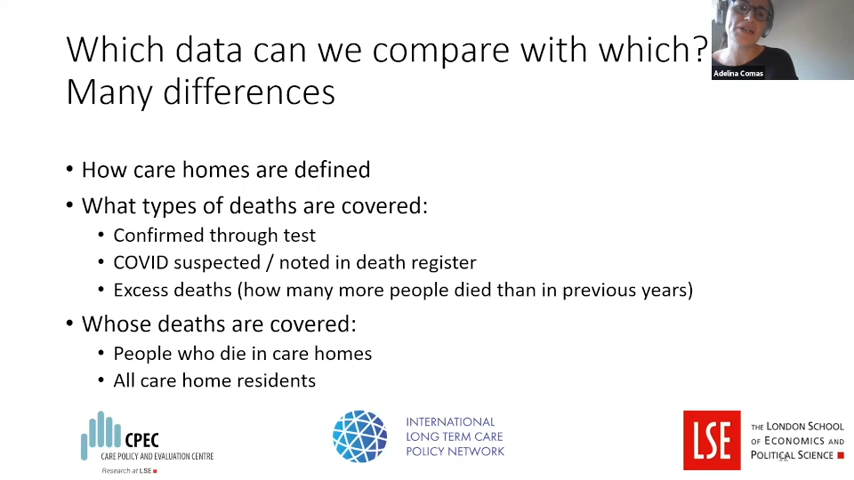 Which data can we compare with which?
Many differences
Adelina Comas
• How care homes are defined
• What types of deaths are covered:
• Confirmed through test
• COVID suspected / noted in death register
• Excess deaths (how many more people died than in previous years)
• Whose deaths are covered:
• People who die in care homes
• All care home residents
CPEC
CARE POLICY AND EVALUATION CENTRE
Research at LSE
INTERNATIONAL
LONG TERM CARE
POLICY NETWORK
LSE
THE LONDON SCHOOL
OF ECONOMICS AND
POLITICAL SCIENCE